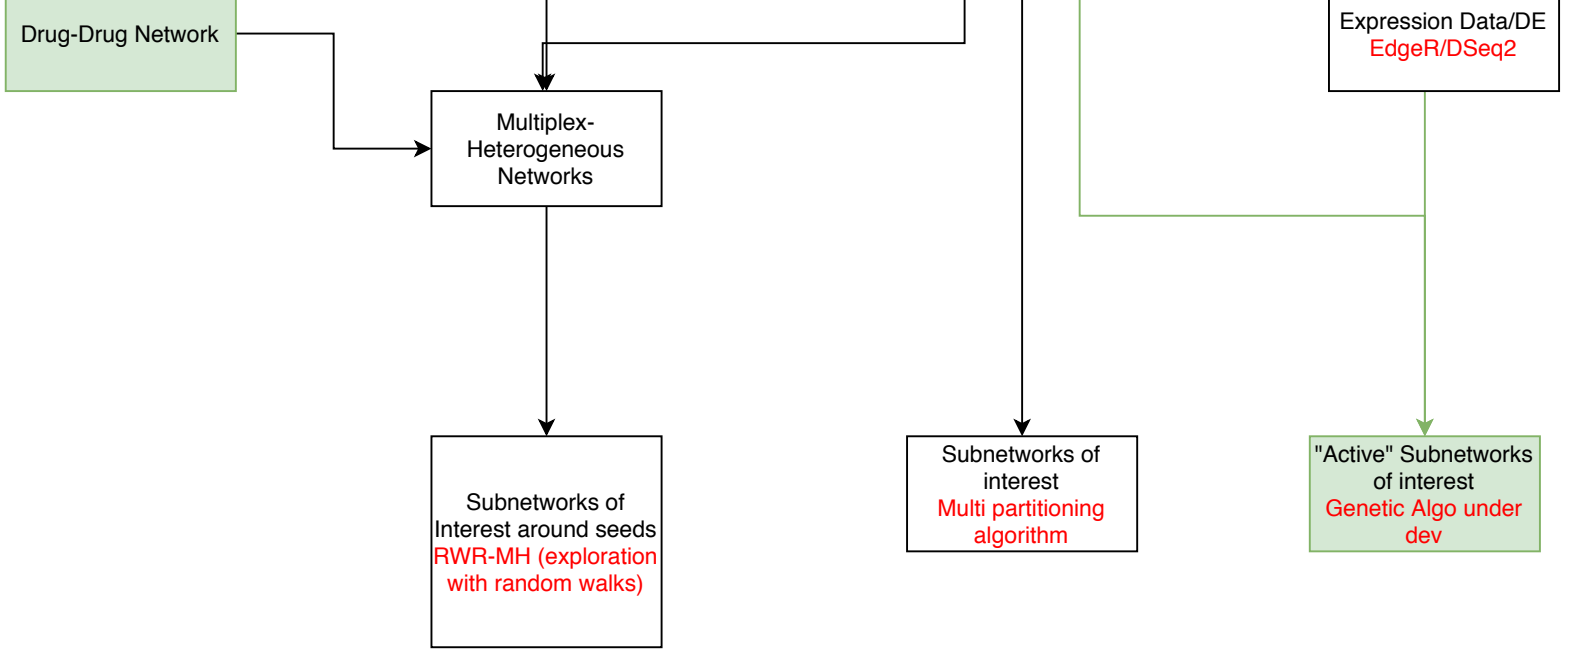 Drug-Drug Network
Expression Data/DE
EdgeR/DSeq2
Multiplex-
Heterogeneous
Networks
Subnetworks of
Interest around seeds
RWR-MH (exploration
with random walks)
Subnetworks of
interest
Multi partitioning
algorithm
"Active" Subnetworks
of interest
Genetic Algo under
dev